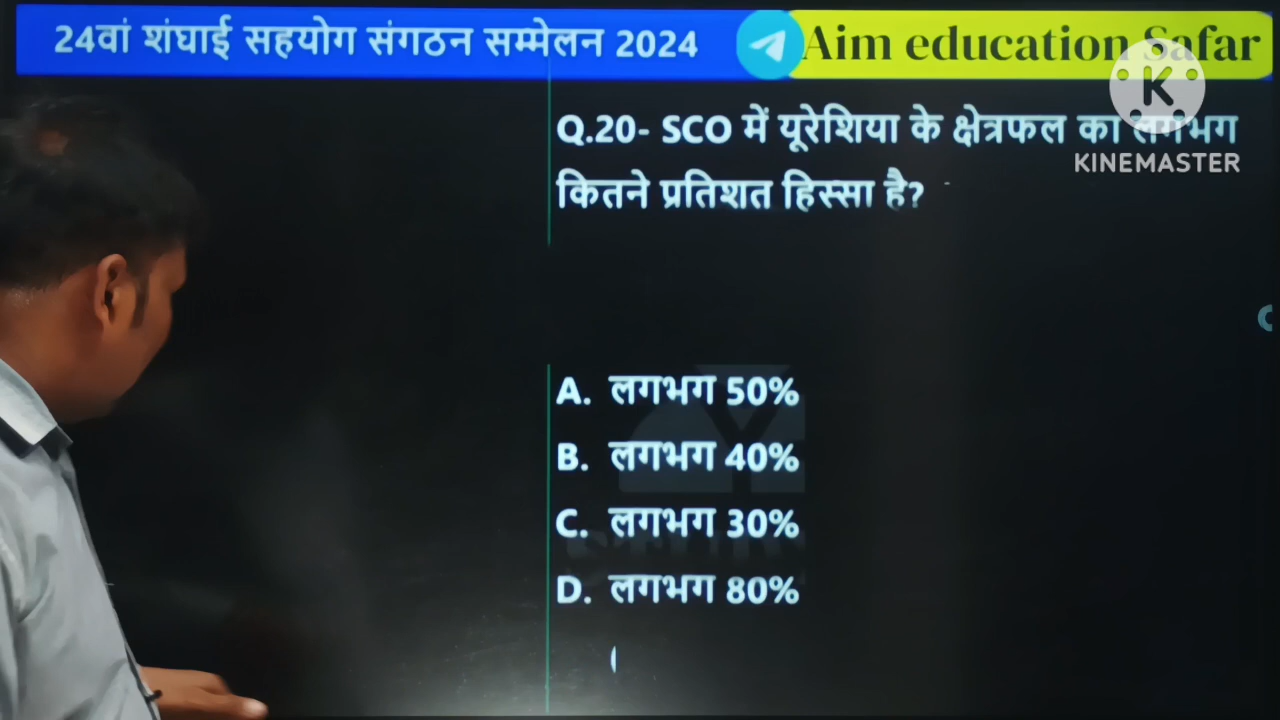 24वां शंघाई सहयोग संगठन सम्मेलन 2024
Aim education Safar
Q.20- SCO में यूरेशिया के क्षेत्रफल का लगभग
KINEMASTER
कितने प्रतिशत हिस्सा है?
A. लगभग 50%
B. लगभग 40%
C. लगभग 30%
D. लगभग 80%